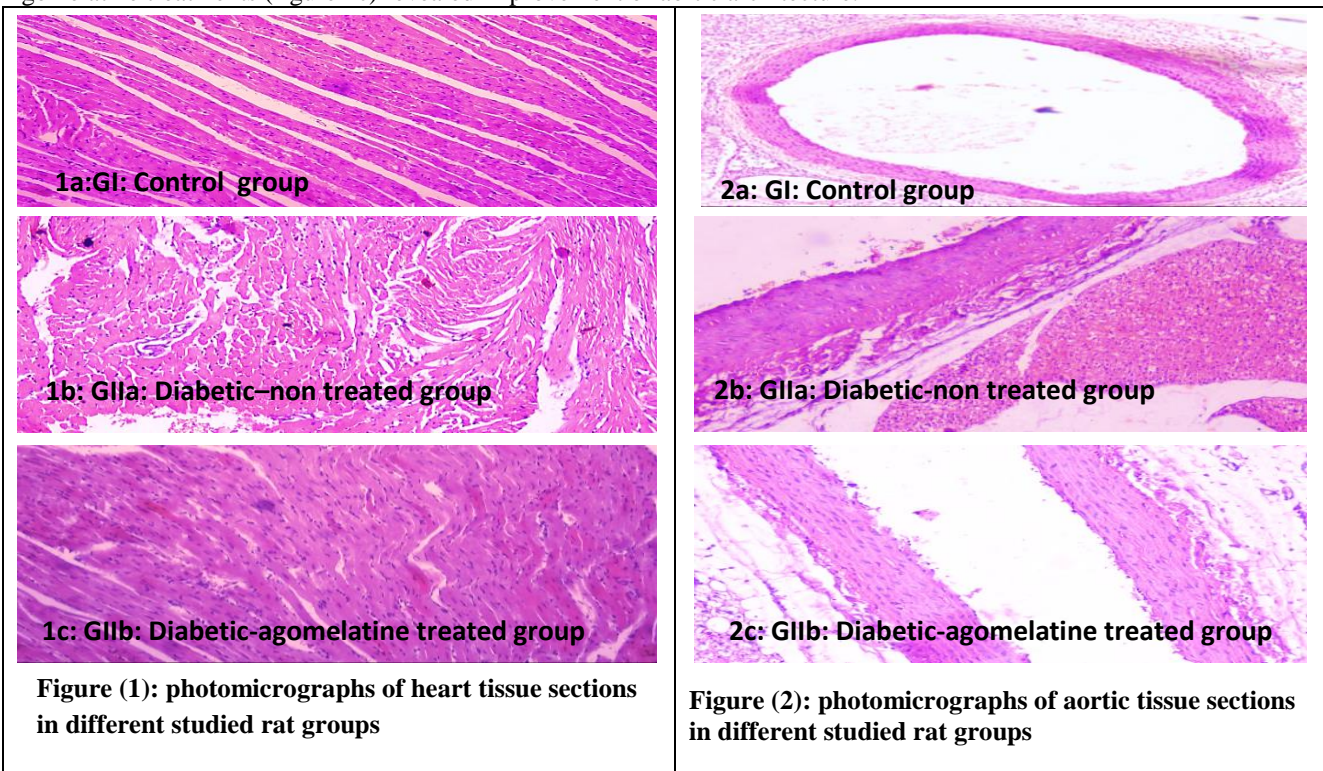 1a:GI: Control group
1b: GIIa: Diabetic–non treated group
1c: GIIb: Diabetic-agomelatine treated group
Figure (1): photomicrographs of heart tissue sections
in different studied rat groups
2a: GI: Control group
2b: GIIa: Diabetic-non treated group
2c: GIIb: Diabetic-agomelatine treated group
Figure (2): photomicrographs of aortic tissue sections
in different studied rat groups